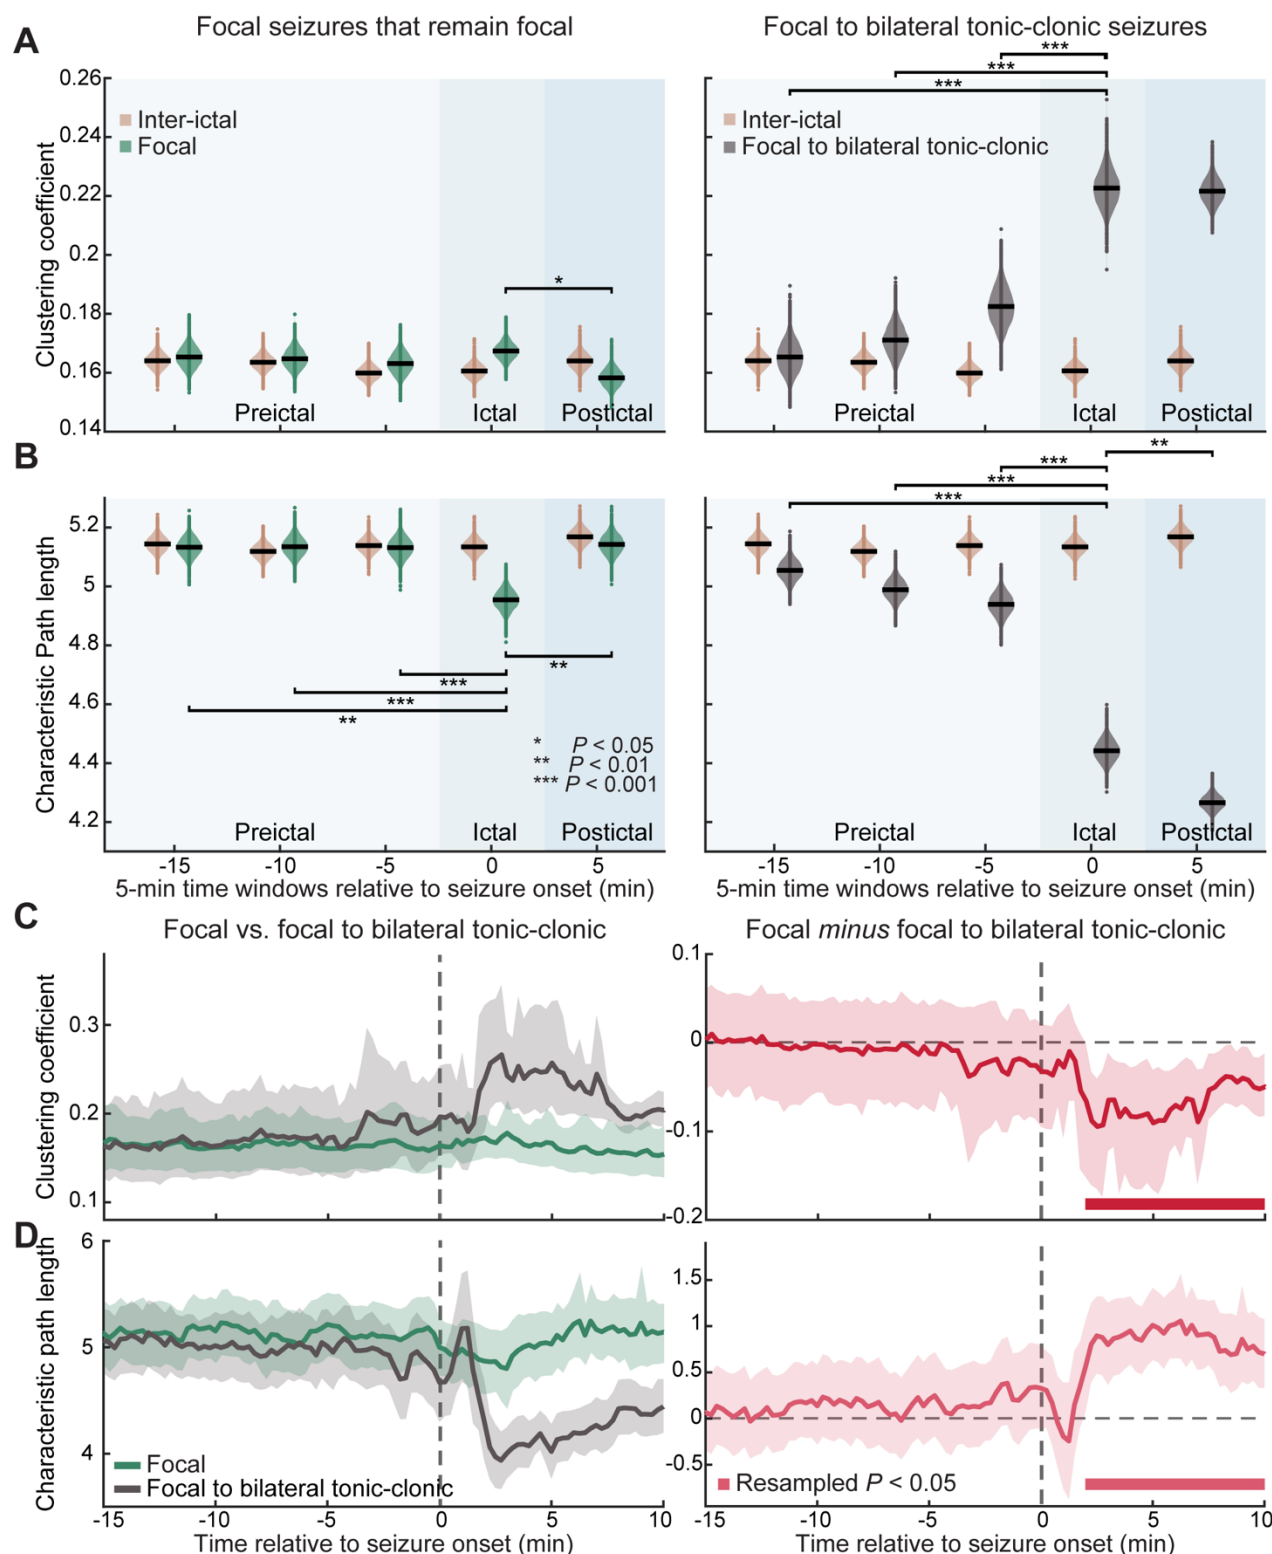 A
Focal seizures that remain focal
Focal to bilateral tonic-clonic seizures
Clustering coefficient
0.26
0.24
0.22
0.2
0.18
0.16
0.14
Inter-ictal
Focal
*
Preictal
Ictal
Postictal
***
***
***
Inter-ictal
Focal to bilateral tonic-clonic
Preictal
Ictal
Postictal
B
Characteristic Path length
5.2
5
4.8
4.6
4.4
4.2
**
***
***
**
* P < 0.05
** P < 0.01
*** P < 0.001
Preictal
Ictal
Postictal
-15
-10
-5
0
5
5-min time windows relative to seizure onset (min)
**
***
***
***
Preictal
Ictal
Postictal
-15
-10
-5
0
5
5-min time windows relative to seizure onset (min)
C
Focal vs. focal to bilateral tonic-clonic
Clustering coefficient
0.3
0.2
0.1
Focal minus focal to bilateral tonic-clonic
0.1
0
-0.1
-0.2
D
Characteristic path length
6
5
4
Focal
Focal to bilateral tonic-clonic
-15
-10
-5
0
5
10
Time relative to seizure onset (min)
1.5
1
0.5
0
-0.5
Resampled P < 0.05
-15
-10
-5
0
5
10
Time relative to seizure onset (min)